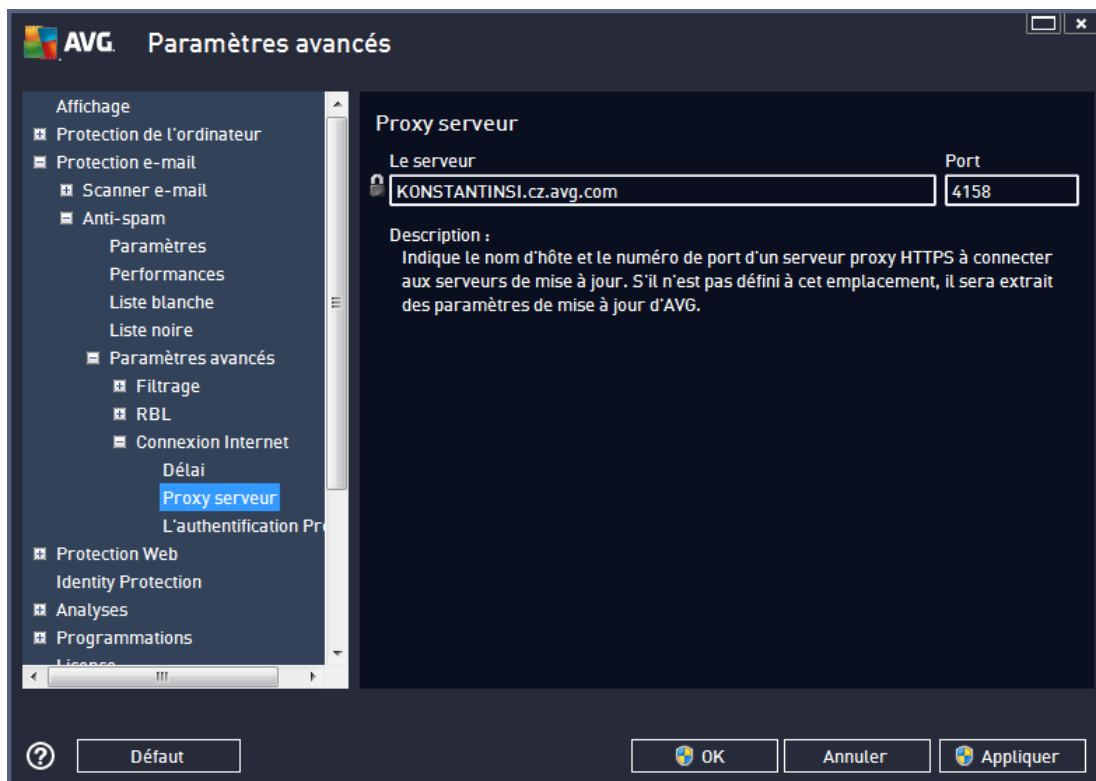 AVG. Paramètres avancés
Affichage
Protection de l'ordinateur
Protection e-mail
Scanner e-mail
Anti-spam
Paramètres
Performances
Liste blanche
Liste noire
Paramètres avancés
Filtrage
RBL
Connexion Internet
Délai
Proxy serveur
L'authentification
Protection Web
Identity Protection
Analyses
Programmations
Licence
Proxy serveur
Le serveur Port
KONSTANTINSI.cz.avg.com 4158
Description :
Indique le nom d'hôte et le numéro de port d'un serveur proxy HTTPS à connecter
aux serveurs de mise à jour. S'il n'est pas défini à cet emplacement, il sera extrait
des paramètres de mise à jour d'AVG.
? Défaut OK Annuler Appliquer